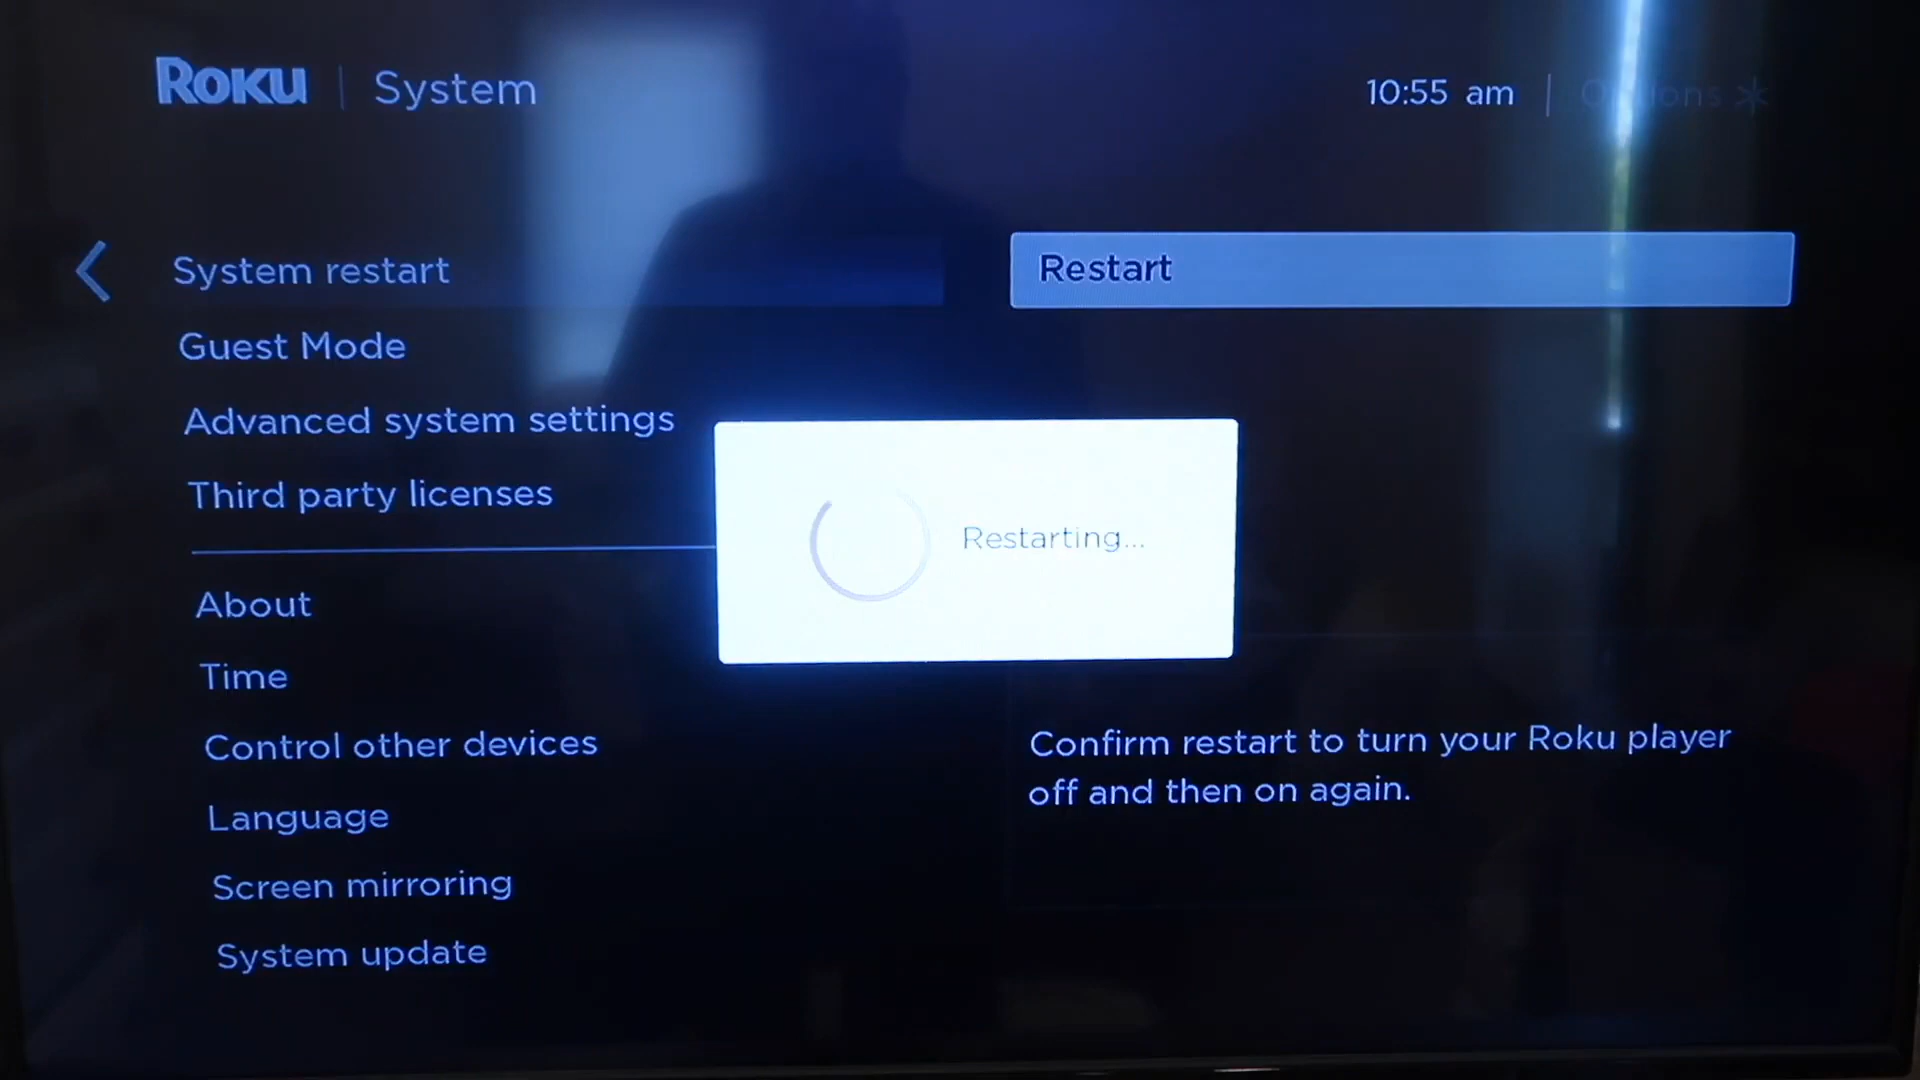 Roku | System
10:55 am | Options
System restart
Guest Mode
Advanced system settings
Third party licenses
About
Time
Control other devices
Language
Screen mirroring
System update
Restart
Restarting...
Confirm restart to turn your Roku player
off and then on again.